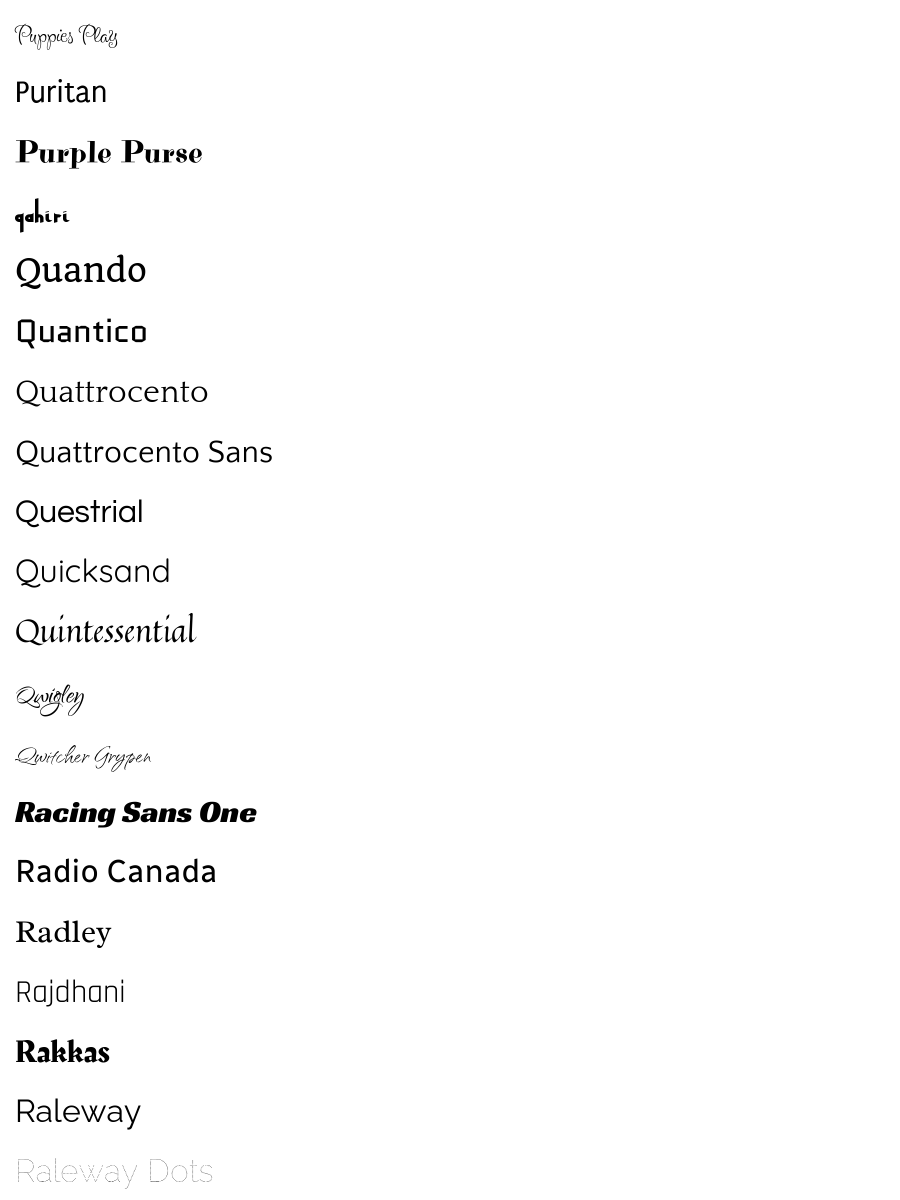 Puppies Play
Puritan
Purple Purse
qahiri
Quando
Quantico
Quattrocento
Quattrocento Sans
Questrial
Quicksand
Quintessential
Qwigley
Qwitcher Grypen
Racing Sans One
Radio Canada
Radley
Rajdhani
Rakkas
Raleway
Raleway Dots